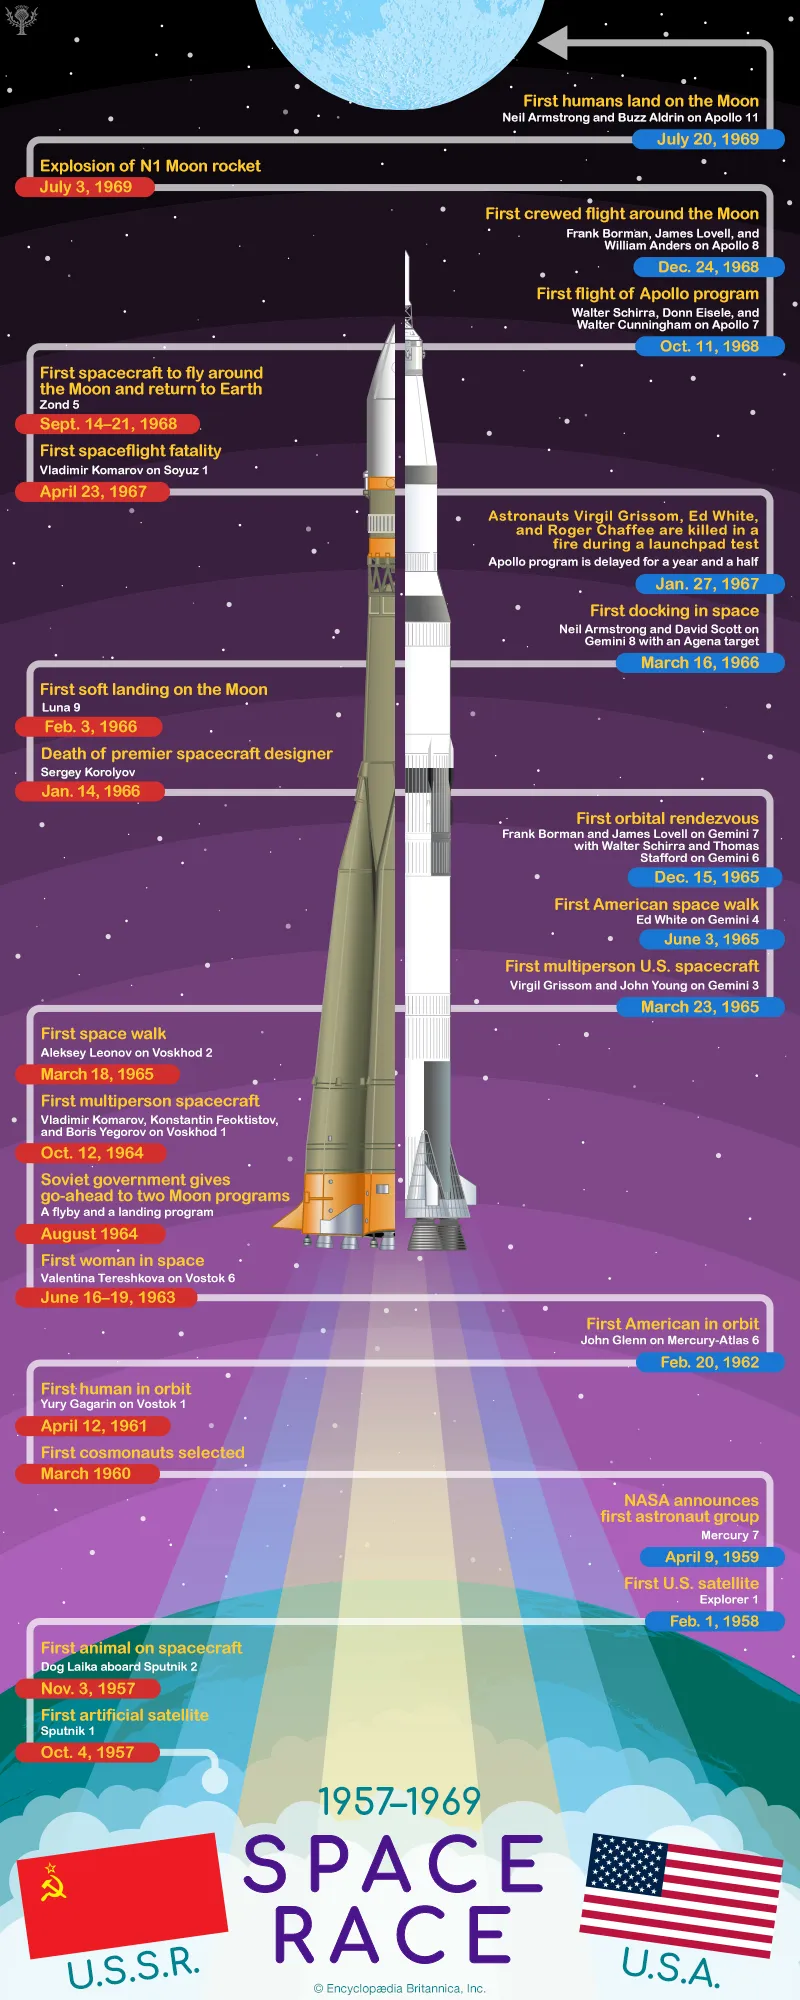 First humans land on the Moon
Neil Armstrong and Buzz Aldrin on Apollo 11
July 20, 1969
Explosion of N1 Moon rocket
July 3, 1969
First crewed flight around the Moon
Frank Borman, James Lovell, and
William Anders on Apollo 8
Dec. 24, 1968
First flight of Apollo program
Walter Schirra, Donn Eisele, and
Walter Cunningham on Apollo 7
Oct. 11, 1968
First spacecraft to fly around
the Moon and return to Earth
Zond 5
Sept. 14–21, 1968
First spaceflight fatality
Vladimir Komarov on Soyuz 1
April 23, 1967
Astronauts Virgil Grissom, Ed White,
and Roger Chaffee are killed in a
fire during a launchpad test
Apollo program is delayed for a year and a half
Jan. 27, 1967
First docking in space
Neil Armstrong and David Scott on
Gemini 8 with an Agena target
March 16, 1966
First soft landing on the Moon
Luna 9
Feb. 3, 1966
Death of premier spacecraft designer
Sergey Korolyov
Jan. 14, 1966
First orbital rendezvous
Frank Borman and James Lovell on Gemini 7
with Walter Schirra and Thomas
Stafford on Gemini 6
Dec. 15, 1965
First American space walk
Ed White on Gemini 4
June 3, 1965
First multiperson U.S. spacecraft
Virgil Grissom and John Young on Gemini 3
March 23, 1965
First space walk
Aleksey Leonov on Voskhod 2
March 18, 1965
First multiperson spacecraft
Vladimir Komarov, Konstantin Feoktistov,
and Boris Yegorov on Voskhod 1
Oct. 12, 1964
Soviet government gives
go-ahead to two Moon programs
A flyby and a landing program
August 1964
First woman in space
Valentina Tereshkova on Vostok 6
June 16–19, 1963
First American in orbit
John Glenn on Mercury-Atlas 6
Feb. 20, 1962
First human in orbit
Yury Gagarin on Vostok 1
April 12, 1961
First cosmonauts selected
March 1960
NASA announces
first astronaut group
Mercury 7
April 9, 1959
First U.S. satellite
Explorer 1
Feb. 1, 1958
First animal on spacecraft
Dog Laika aboard Sputnik 2
Nov. 3, 1957
First artificial satellite
Sputnik 1
Oct. 4, 1957
1957–1969
SPACE
RACE
U.S.S.R.
U.S.A.
© Encyclopædia Britannica, Inc.